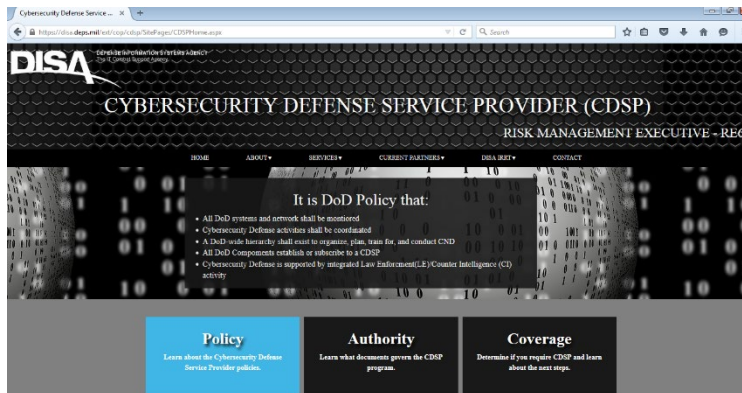 Cybersecurity Defense Service ...
https://disa.deps.mil/ext/cop/cdsp/SitePages/CDSPHome.aspx
Search
DISA
DEFENSE INFORMATION SYSTEMS AGENCY
The IT Combat Support Agency
CYBERSECURITY DEFENSE SERVICE PROVIDER (CDSP)
RISK MANAGEMENT EXECUTIVE - RE
HOME ABOUT SERVICES CURRENT PARTNERS DISA IRRT CONTACT
It is DoD Policy that:
All DoD systems and network shall be monitored
Cybersecurity Defense activities shall be coordinated
A DoD-wide hierarchy shall exist to organize, plan, train for, and conduct CND
All DoD Components establish or subscribe to a CDSP
Cybersecurity Defense is supported by integrated Law Enforcement(LE)/Counter Intelligence (CI)
activity
Policy
Learn about the Cybersecurity Defense
Service Provider policies.
Authority
Learn what documents govern the CDSP
program.
Coverage
Determine if you require CDSP and learn
about the next steps.